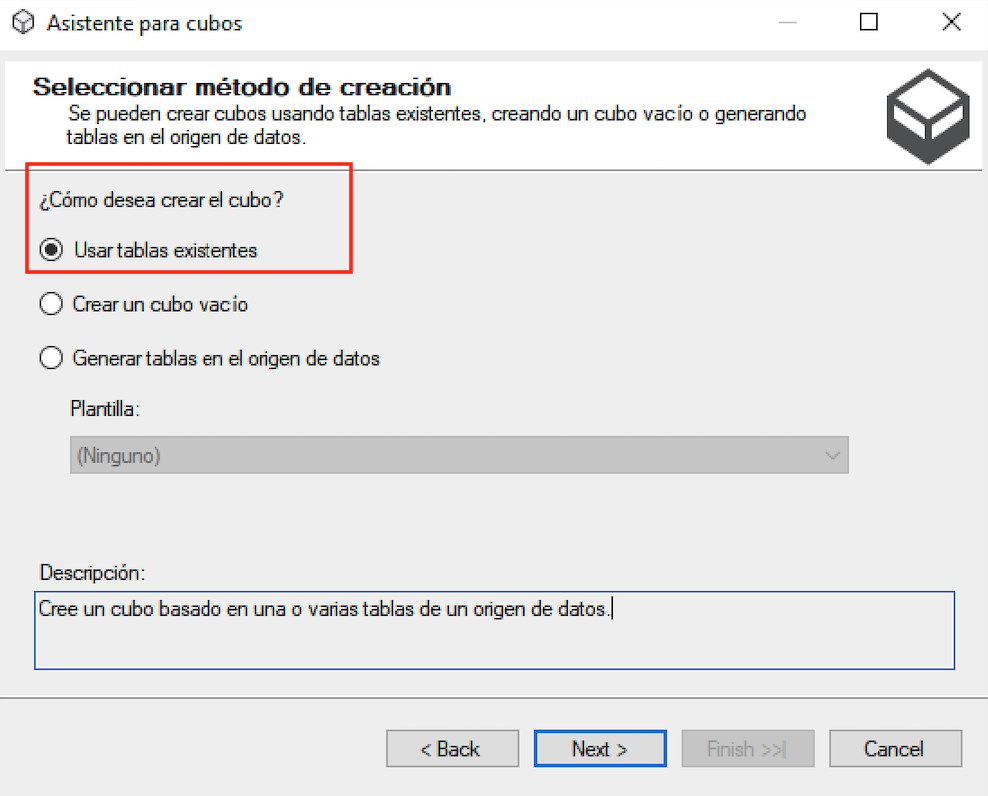 Asistente para cubos
Seleccionar método de creación
Se pueden crear cubos usando tablas existentes, creando un cubo vacío o generando
tablas en el origen de datos.
¿Cómo desea crear el cubo?
Usar tablas existentes
Crear un cubo vacío
Generar tablas en el origen de datos
Plantilla:
(Ninguno)
Descripción:
Cree un cubo basado en una o varias tablas de un origen de datos.
< Back
Next >
Finish >>|
Cancel